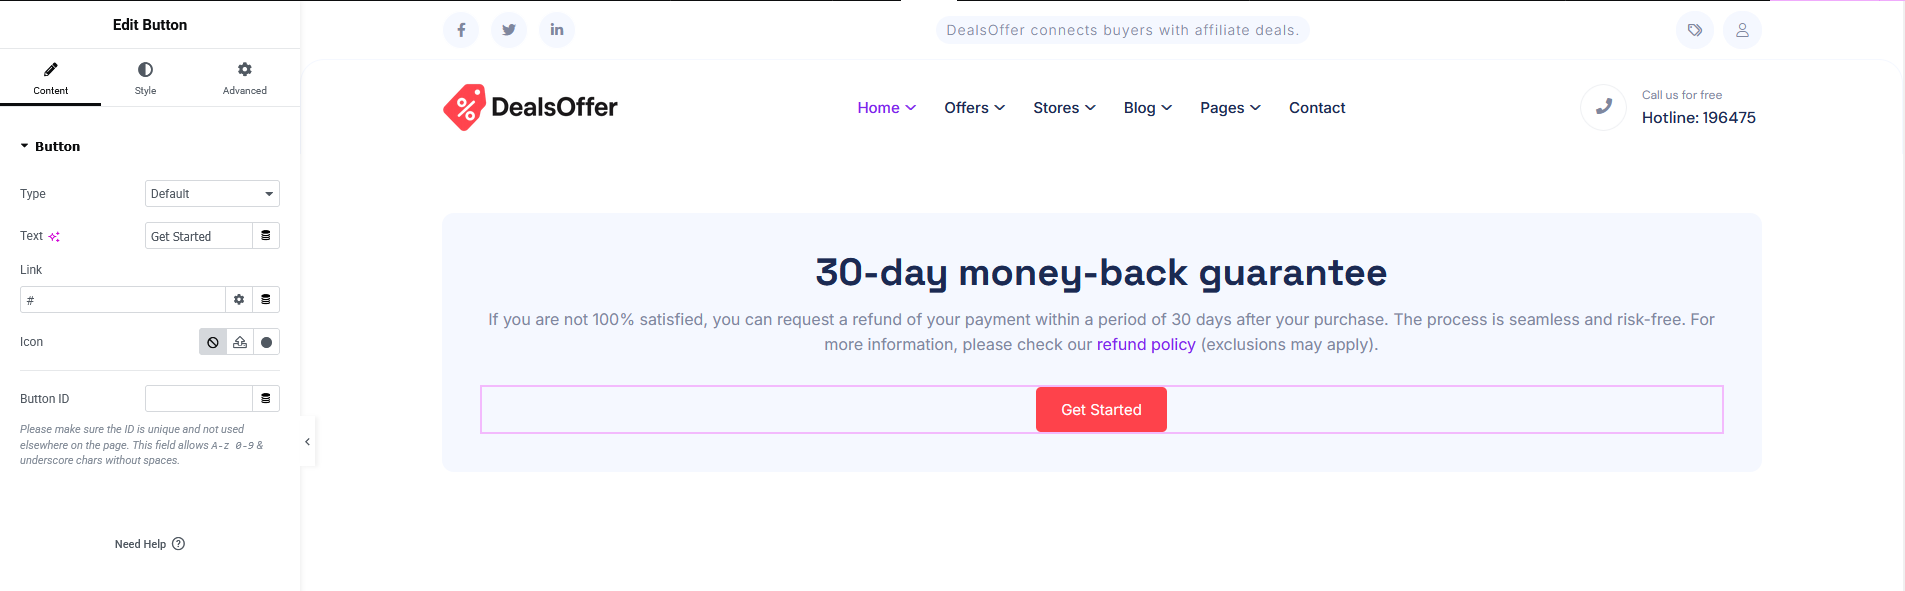 Edit Button
Content
Style
Advanced
Button
Type
Default
Text
Get Started
Link
#
Icon
Button ID
Please make sure the ID is unique and not used
elsewhere on the page. This field allows A-z 0-9 &
underscore chars without spaces.
Need Help
DealsOffer connects buyers with affiliate deals.
DealsOffer
Home
Offers
Stores
Blog
Pages
Contact
Call us for free
Hotline: 196475
30-day money-back guarantee
If you are not 100% satisfied, you can request a refund of your payment within a period of 30 days after your purchase. The process is seamless and risk-free. For
more information, please check our refund policy (exclusions may apply).
Get Started